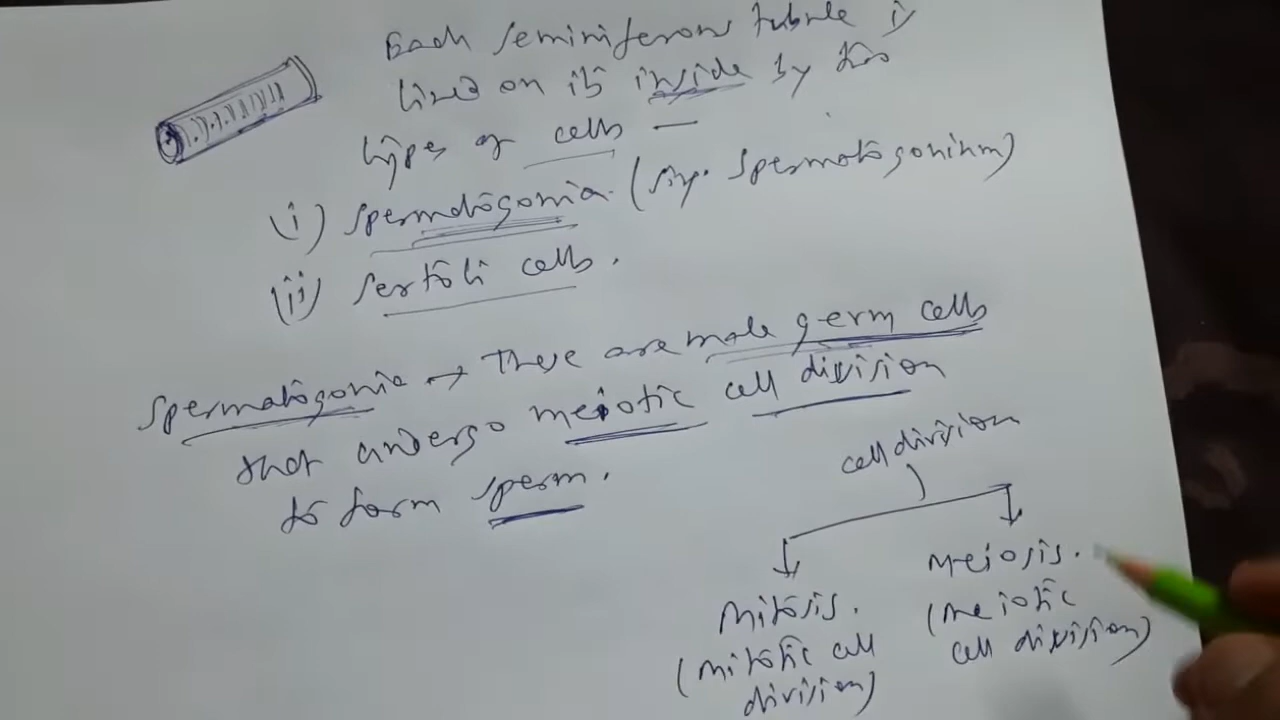 Each seminiferous tubule is
lined on its inside by two
types of cells —
(i) spermatogonia. (sing. spermatogonium)
(ii) sertoli cells.
Spermatogonia → These are male germ cells
that undergo meiotic cell division
to form sperm.
cell division
Mitosis.
(mitotic cell
division)
Meiosis.
(meiotic
cell division)